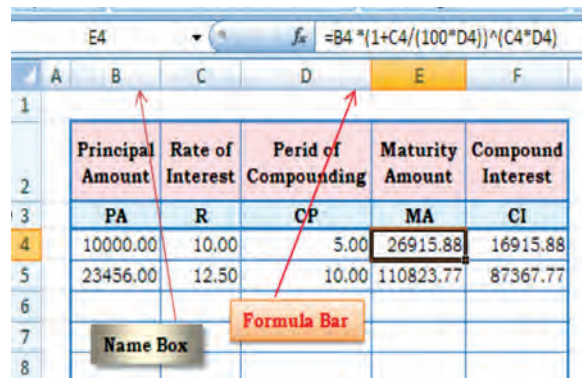 E4 fx =B4 *(1+C4/(100*D4))^(C4*D4)
A B C D E F
1
2 Principal Amount Rate of Interest Perid of Compounding Maturity Amount Compound Interest
3 PA R CP MA CI
4 10000.00 10.00 5.00 26915.88 16915.88
5 23456.00 12.50 10.00 110823.77 87367.77
6
Formula Bar
7
Name Box
8